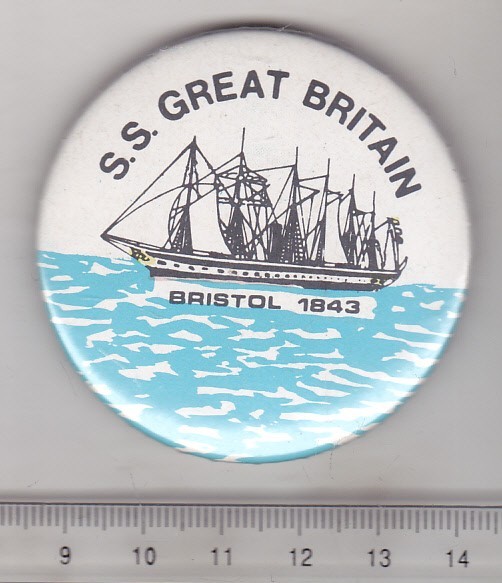 S.S. GREAT BRITAIN
BRISTOL 1843
9 10 11 12 13 14